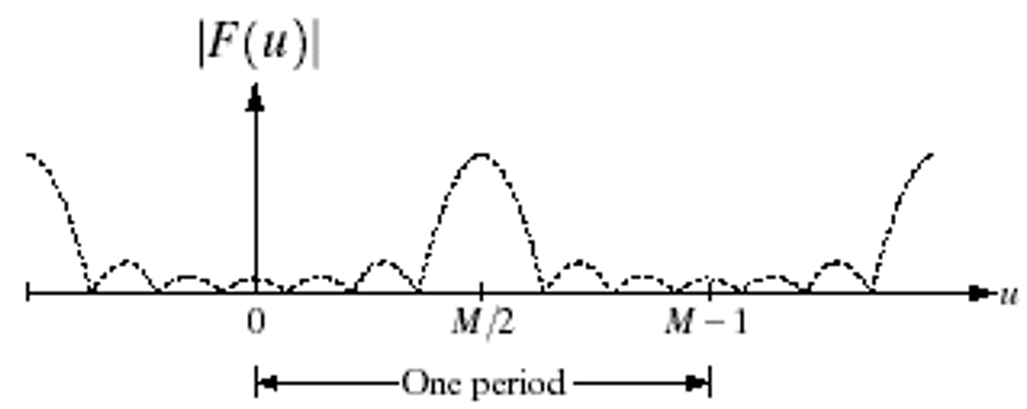 |F(u)|
u
0 M/2 M − 1
One period